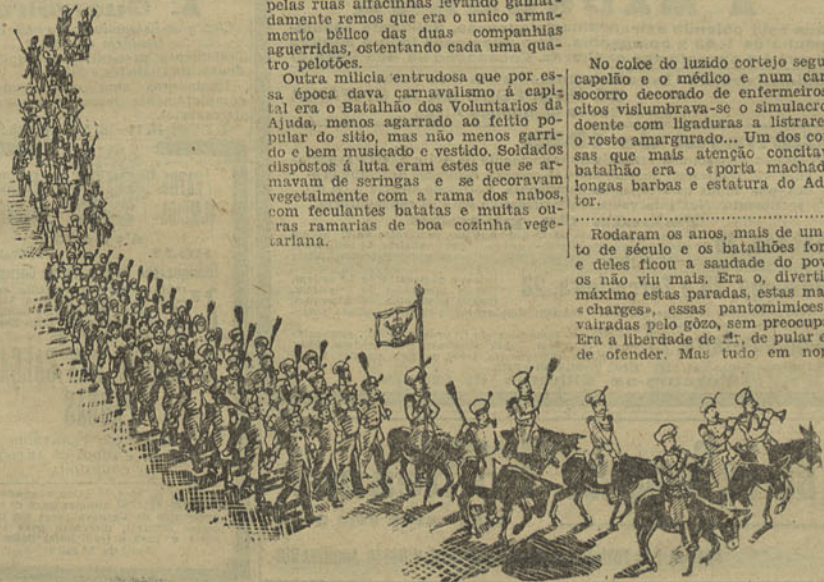 pelas ruas alfacinhas levando galhar-
damente remos que era o unico arma-
mento bélico das duas companhias
aguerridas, ostentando cada uma qua-
tro pelotões.
Outra milicia entrudosa que por es-
sa época dava carnavalismo á capi-
tal era o Batalhão dos Voluntarios da
Ajuda, menos agarrado ao feitio po-
pular do sitio, mas não menos garri-
do e bem musicado e vestido. Soldados
dispostos á luta eram estes que se ar-
mavam de seringas e se decoravam
vegetalmente com a rama dos nabos,
com feculantes batatas e muitas ou-
ras ramarias de boa cozinha vege-
tariana.
No coice do luzido cortejo segu
capelão e o médico e num car
socorro decorado de enfermeiros
citos vislumbrava-se o simulacro
doente com ligaduras a listrare
o rosto amargurado... Um dos co
sas que mais atenção concita
batalhão era o «porta machad
longas barbas e estatura do Ad
tor.
Rodaram os anos, mais de um
to de século e os batalhões for
e deles ficou a saudade do pov
os não viu mais. Era o, diverti
máximo estas paradas, estas ma
«charges», essas pantomimices
vairadas pelo gôzo, sem preocup
Era a liberdade de rir, de pular e
de ofender. Mas tudo em nor